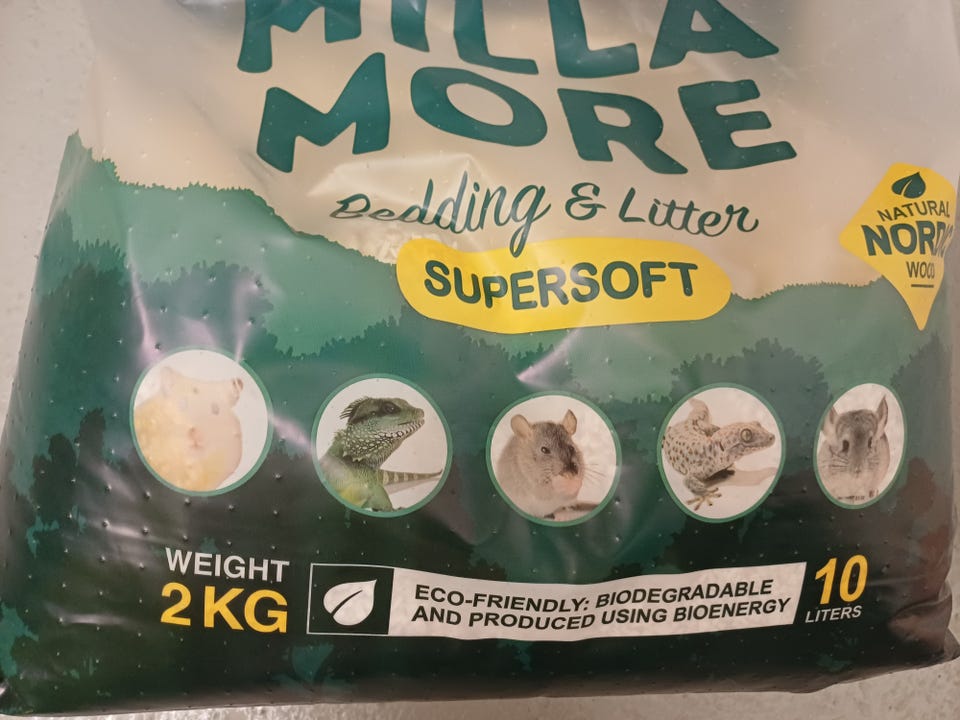 MILLA
MORE
Bedding & Litter
SUPERSOFT
NATURAL
NORDIC
WOOD
WEIGHT
2 KG
ECO-FRIENDLY: BIODEGRADABLE
AND PRODUCED USING BIOENERGY
10
LITERS